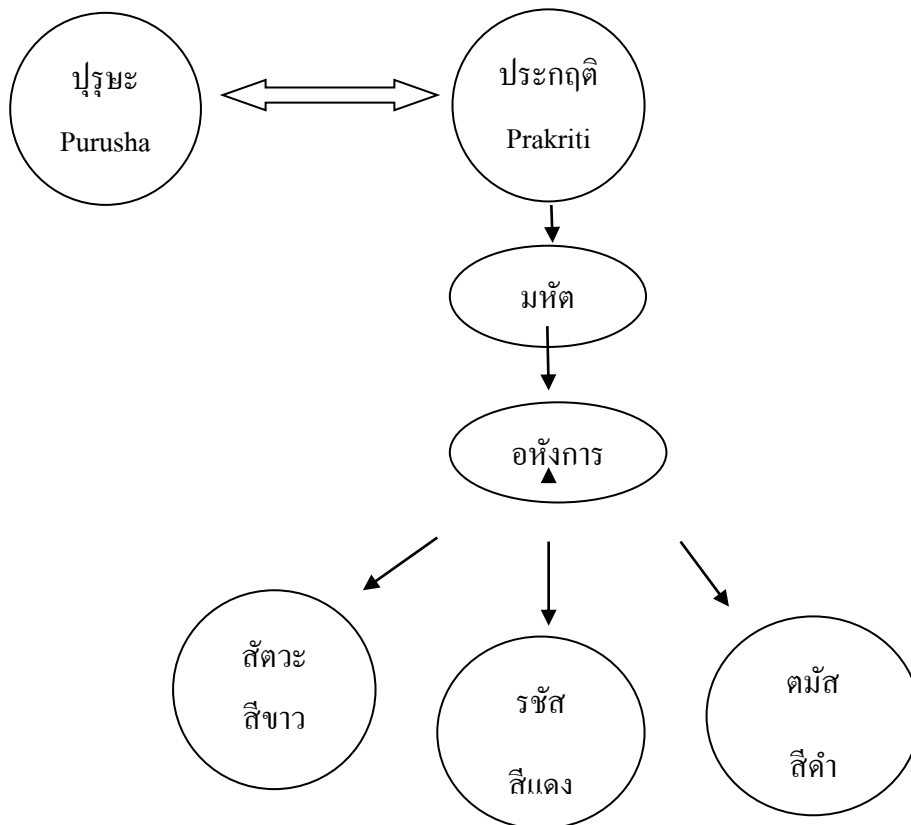 ปุรุษะ
Purusha
ประกฤติ
Prakriti
มหัต
อหังการ
สัตวะ
สีขาว
รชัส
สีแดง
ตมัส
สีดำ